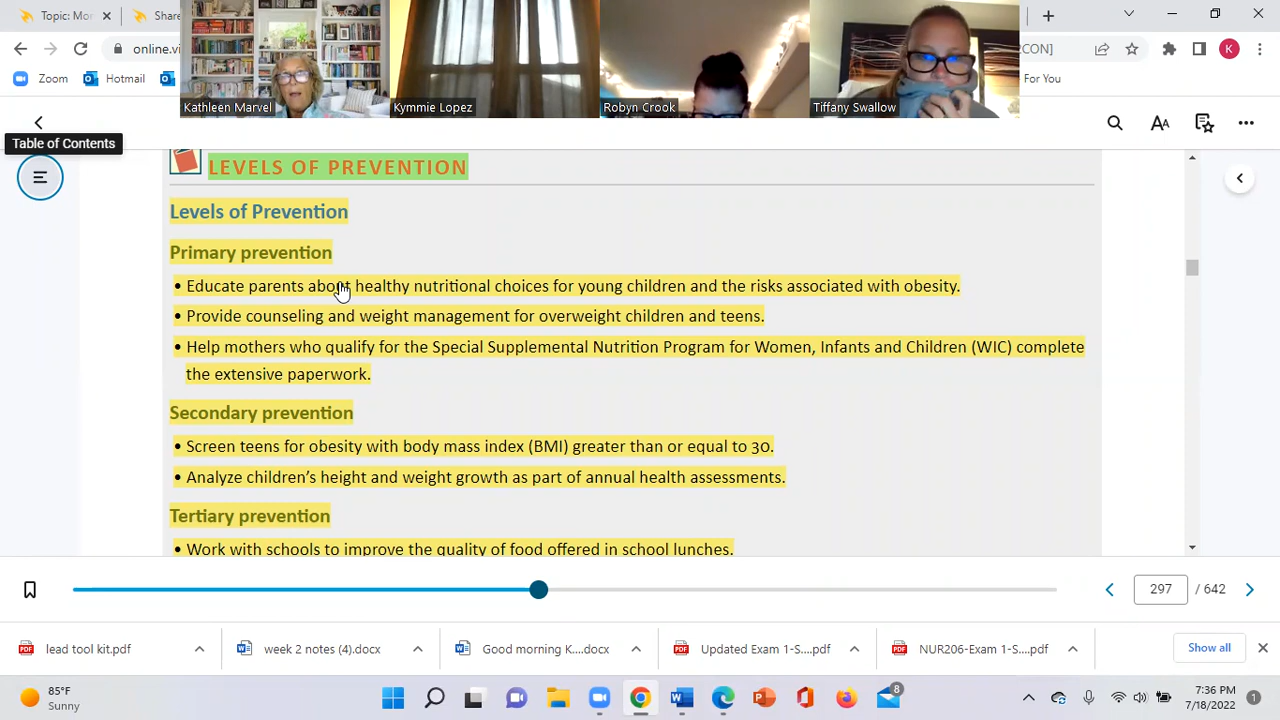 Topic: Mor
Share
online.vi
CON]
K
Zoom
Hotmail
For You
Kathleen Marvel
Kymmie Lopez
Robyn Crook
Tiffany Swallow
Table of Contents
AA
LEVELS OF PREVENTION
Levels of Prevention
Primary prevention
• Educate parents about healthy nutritional choices for young children and the risks associated with obesity.
• Provide counseling and weight management for overweight children and teens.
• Help mothers who qualify for the Special Supplemental Nutrition Program for Women, Infants and Children (WIC) complete
the extensive paperwork.
Secondary prevention
• Screen teens for obesity with body mass index (BMI) greater than or equal to 30.
• Analyze children's height and weight growth as part of annual health assessments.
Tertiary prevention
• Work with schools to improve the quality of food offered in school lunches.
297 / 642
lead tool kit.pdf
week 2 notes (4).docx
Good morning K....docx
Updated Exam 1-S....pdf
NUR206-Exam 1-S....pdf
Show all
85°F
Sunny
8
7:36 PM
7/18/2022
1